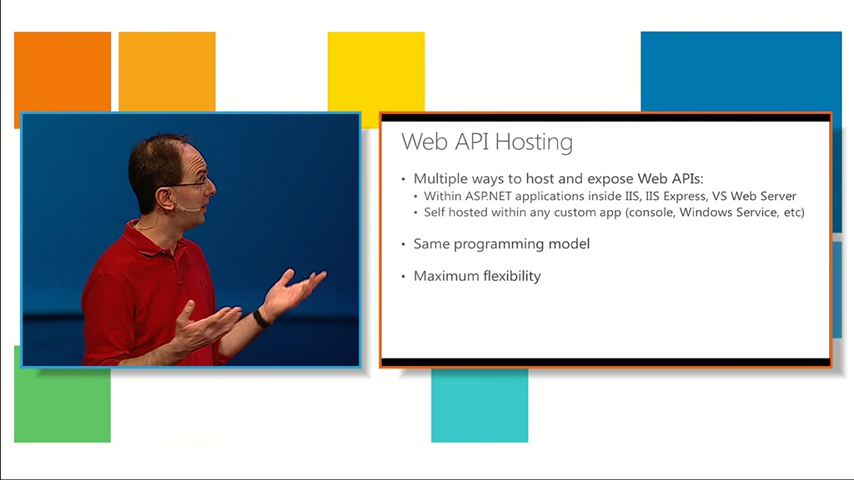 Web API Hosting
• Multiple ways to host and expose Web APIs:
• Within ASP.NET applications inside IIS, IIS Express, VS Web Server
• Self hosted within any custom app (console, Windows Service, etc)
• Same programming model
• Maximum flexibility